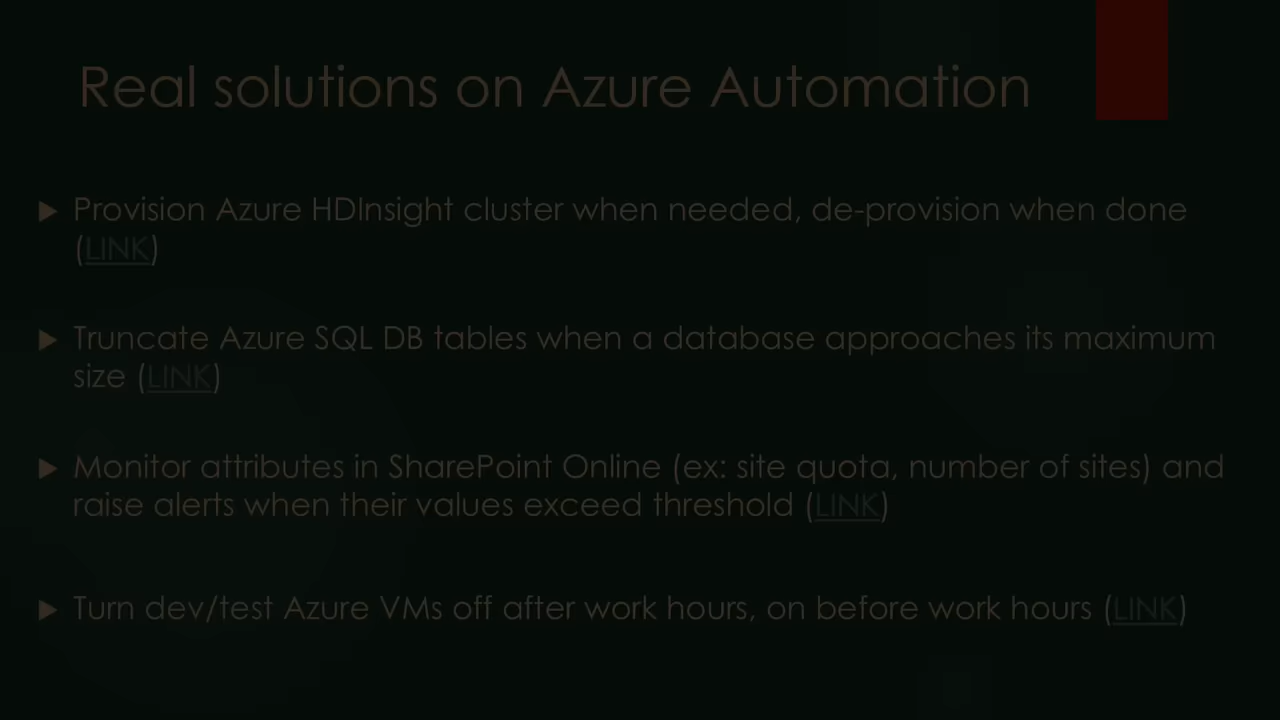 Real solutions on Azure Automation
Provision Azure HDInsight cluster when needed, de-provision when done
(LINK)
Truncate Azure SQL DB tables when a database approaches its maximum
size (LINK)
Monitor attributes in SharePoint Online (ex: site quota, number of sites) and
raise alerts when their values exceed threshold (LINK)
Turn dev/test Azure VMs off after work hours, on before work hours (LINK)